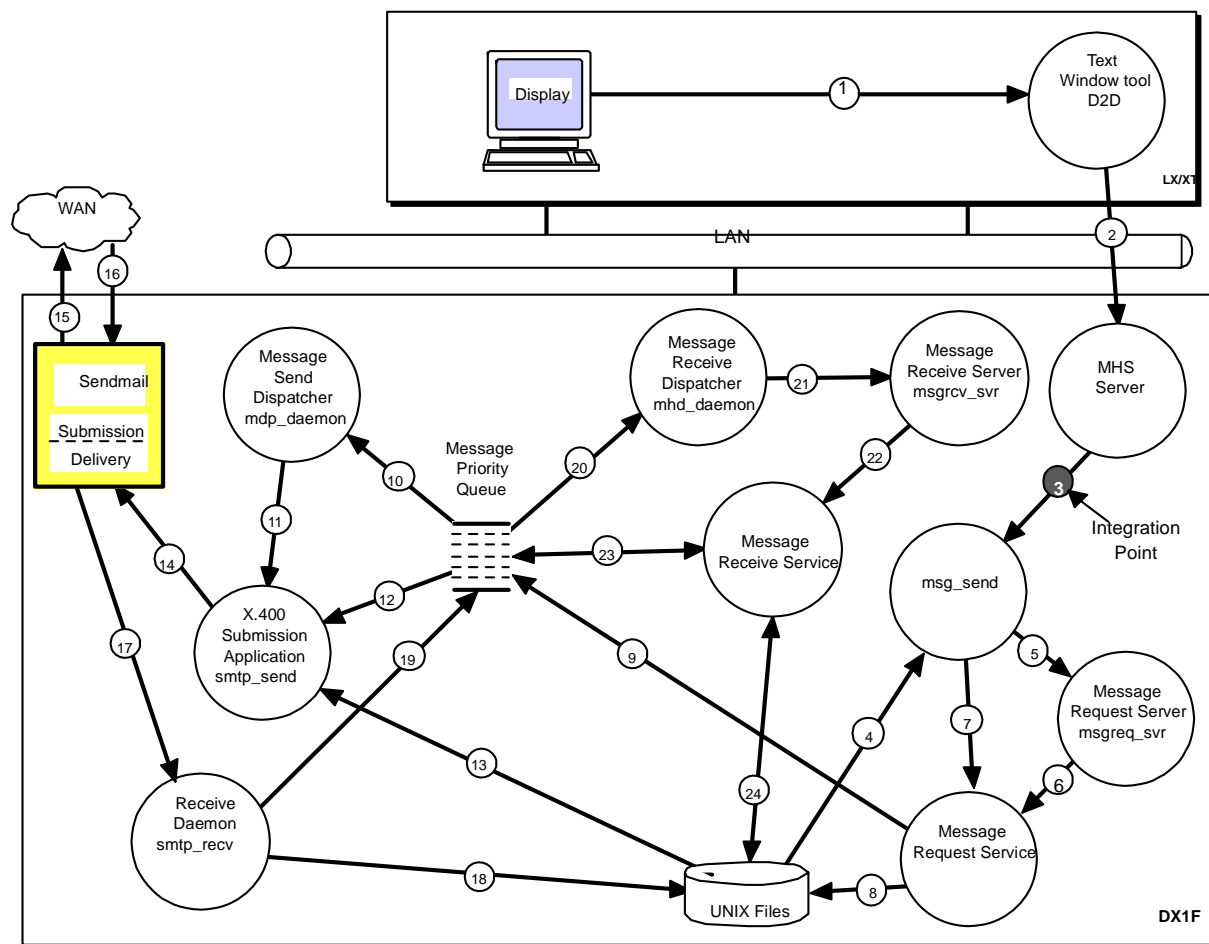 Display
1
Text
Window tool
D2D
LX/XT
WAN
LAN
2
16
15
Sendmail
Submission
Delivery
Message
Send
Dispatcher
mdp_daemon
Message
Receive
Dispatcher
mhd_daemon
21
Message
Receive Server
msgrcv_svr
MHS
Server
10
Message
Priority
Queue
20
22
3
Integration
Point
11
14
12
23
Message
Receive Service
msg_send
X.400
Submission
Application
smtp_send
17
19
9
5
4
7
Message
Request Server
msgreq_svr
13
24
6
Receive
Daemon
smtp_recv
18
UNIX Files
8
Message
Request Service
DX1F